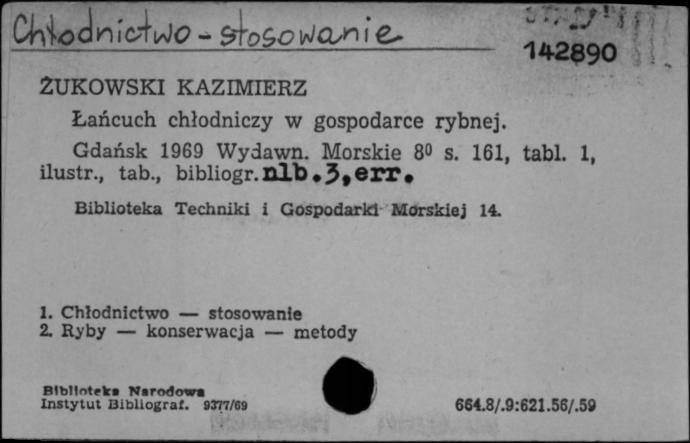 Chłodnictwo - stosowanie
142890
ŻUKOWSKI KAZIMIERZ
Łańcuch chłodniczy w gospodarce rybnej.
Gdańsk 1969 Wydawn. Morskie 8⁰ s. 161, tabl. 1,
ilustr., tab., bibliogr. nlb.3,err.
Biblioteka Techniki i Gospodarki Morskiej 14.
1. Chłodnictwo — stosowanie
2. Ryby — konserwacja — metody
Biblioteka Narodowa
Instytut Bibliograf. 9377/69
664.8/.9:621.56/.59